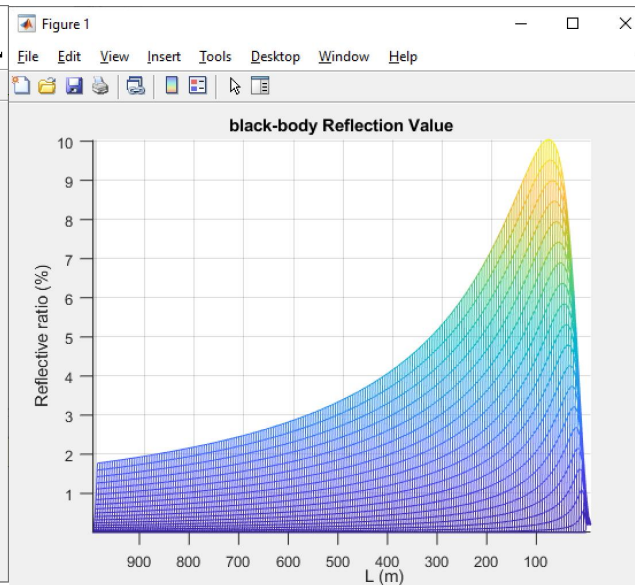 Figure 1
File Edit View Insert Tools Desktop Window Help
black-body Reflection Value
10
9
8
7
6
5
4
3
2
1
Reflective ratio (%)
900 800 700 600 500 400 300 200 100
L (m)